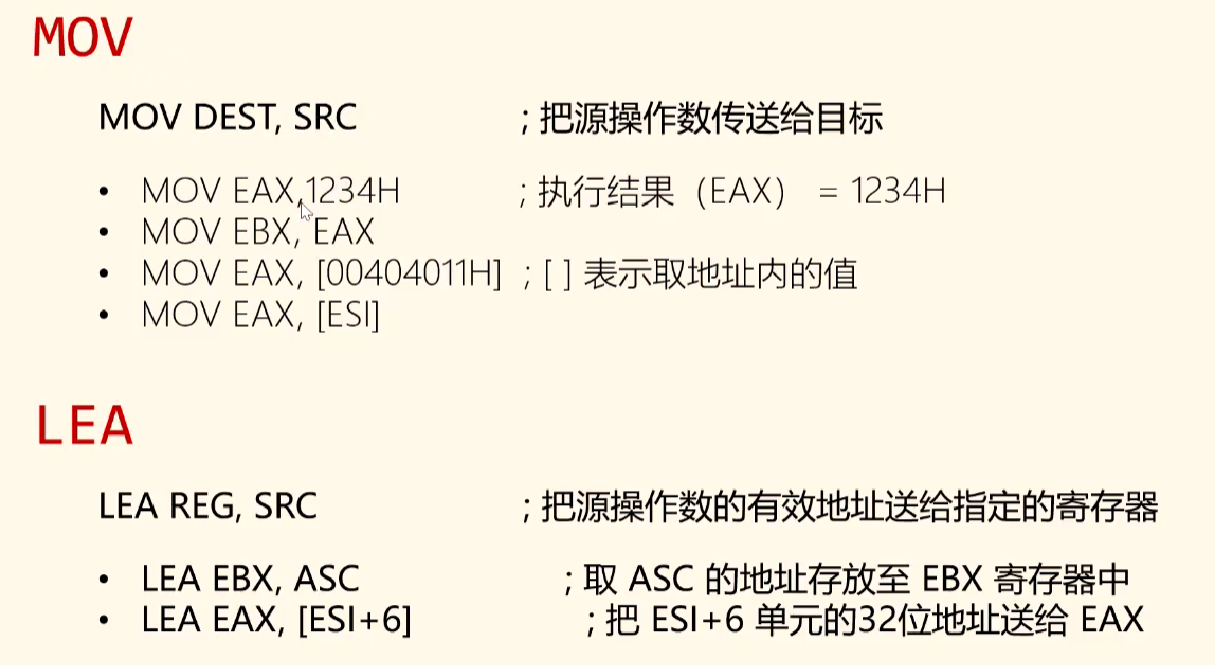 MOV
MOV DEST, SRC ; 把源操作数传送给目标
• MOV EAX,1234H ; 执行结果（EAX） = 1234H
• MOV EBX, EAX
• MOV EAX, [00404011H] ; [ ] 表示取地址内的值
• MOV EAX, [ESI]
LEA
LEA REG, SRC ; 把源操作数的有效地址送给指定的寄存器
• LEA EBX, ASC ; 取 ASC 的地址存放至 EBX 寄存器中
• LEA EAX, [ESI+6] ; 把 ESI+6 单元的32位地址送给 EAX